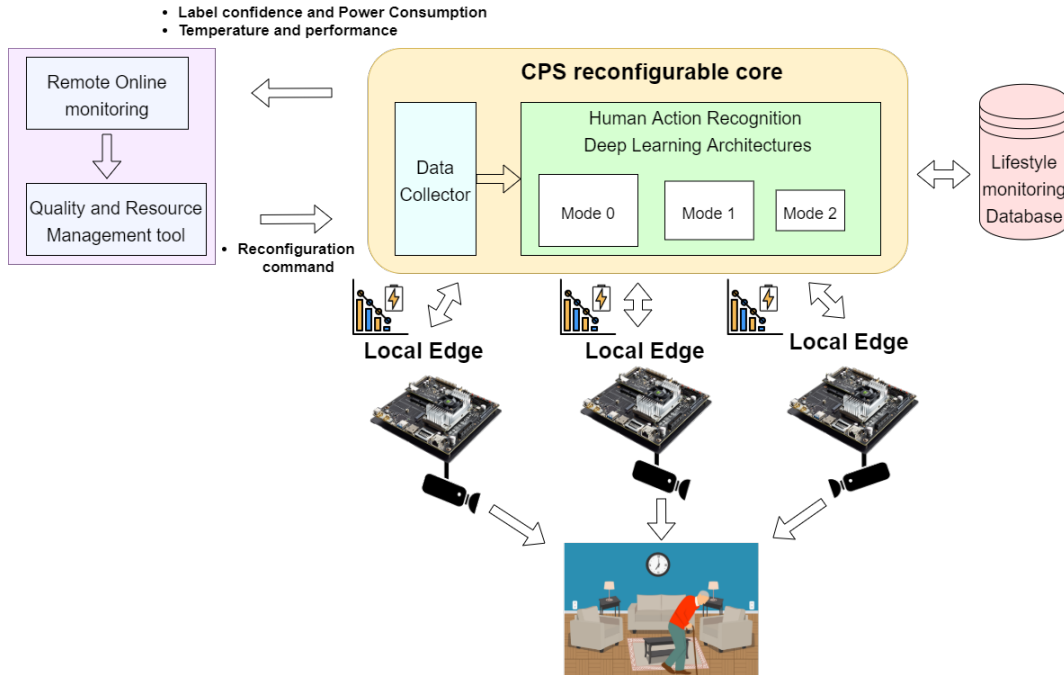 Label confidence and Power Consumption
Temperature and performance
Remote Online
monitoring
Quality and Resource
Management tool
Reconfiguration
command
CPS reconfigurable core
Data
Collector
Human Action Recognition
Deep Learning Architectures
Mode 0
Mode 1
Mode 2
Lifestyle
monitoring
Database
Local Edge
Local Edge
Local Edge